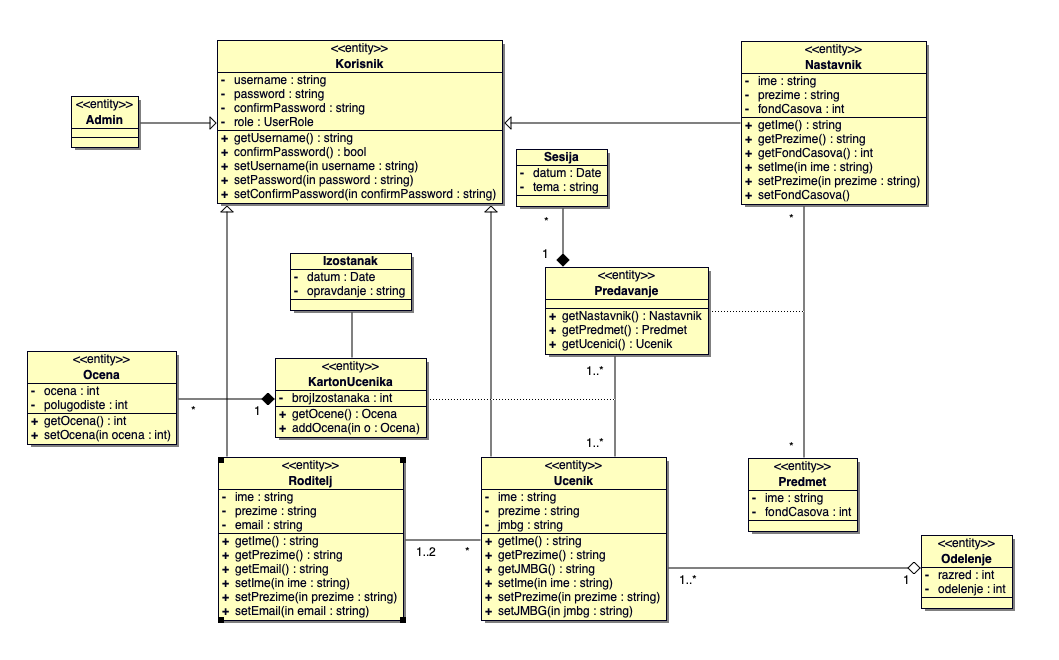 <<entity>>
Korisnik
- username : string
- password : string
- confirmPassword : string
- role : UserRole
+ getUsername() : string
+ confirmPassword() : bool
+ setUsername(in username : string)
+ setPassword(in password : string)
+ setConfirmPassword(in confirmPassword : string)
<<entity>>
Nastavnik
- ime : string
- prezime : string
- fondCasova : int
+ getIme() : string
+ getPrezime() : string
+ getFondCasova() : int
+ setIme(in ime : string)
+ setPrezime(in prezime : string)
+ setFondCasova()
<<entity>>
Admin
Sesija
- datum : Date
- tema : string
*
1
*
Izostanak
- datum : Date
- opravdanje : string
<<entity>>
Predavanje
+ getNastavnik() : Nastavnik
+ getPredmet() : Predmet
+ getUcenici() : Ucenik
<<entity>>
Ocena
- ocena : int
- polugodiste : int
+ getOcena() : int
+ setOcena(in ocena : int)
*
1
<<entity>>
KartonUcenika
- brojIzostanaka : int
+ getOcene() : Ocena
+ addOcena(in o : Ocena)
1..*
1..*
*
<<entity>>
Roditelj
- ime : string
- prezime : string
- email : string
+ getIme() : string
+ getPrezime() : string
+ getEmail() : string
+ setIme(in ime : string)
+ setPrezime(in prezime : string)
+ setEmail(in email : string)
1..2
*
<<entity>>
Ucenik
- ime : string
- prezime : string
- jmbg : string
+ getIme() : string
+ getPrezime() : string
+ getJMBG() : string
+ setIme(in ime : string)
+ setPrezime(in prezime : string)
+ setJMBG(in jmbg : string)
<<entity>>
Predmet
- ime : string
- fondCasova : int
1..*
1
<<entity>>
Odelenje
- razred : int
- odelenje : int